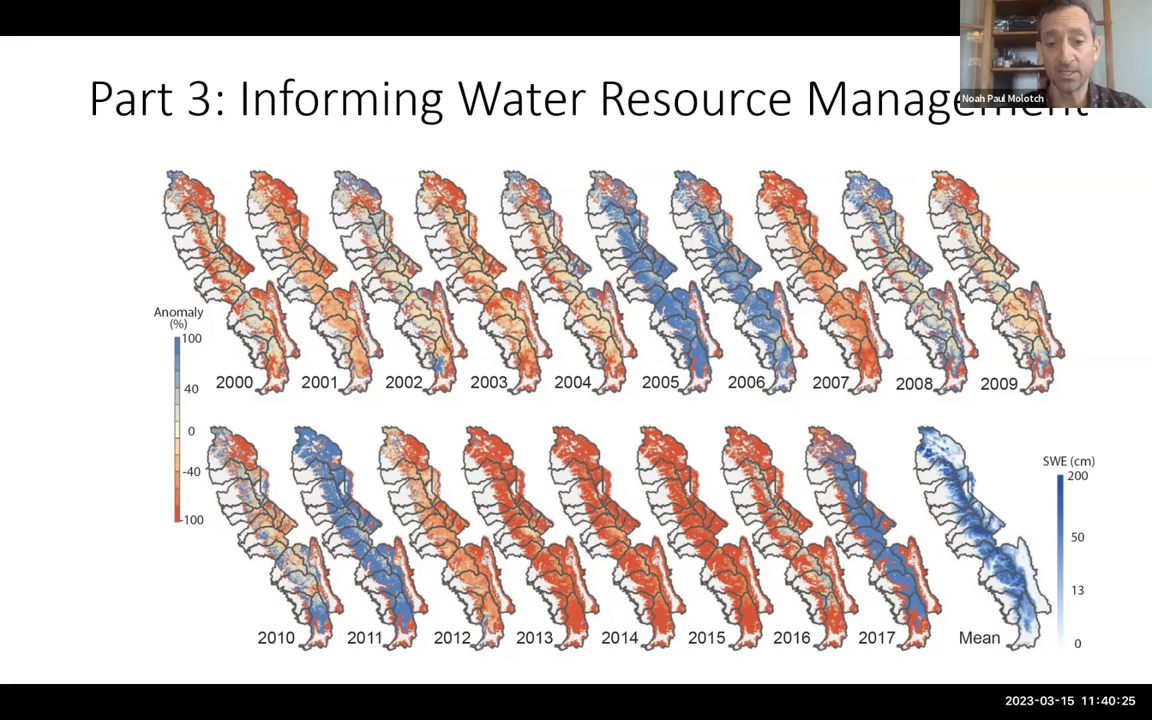 Part 3: Informing Water Resource Management
Noah Paul Molotch
Anomaly
(%)
100
40
0
-40
-100
2000 2001 2002 2003 2004 2005 2006 2007 2008 2009
SWE (cm)
200
50
13
0
2010 2011 2012 2013 2014 2015 2016 2017 Mean
2023-03-15 11:40:25